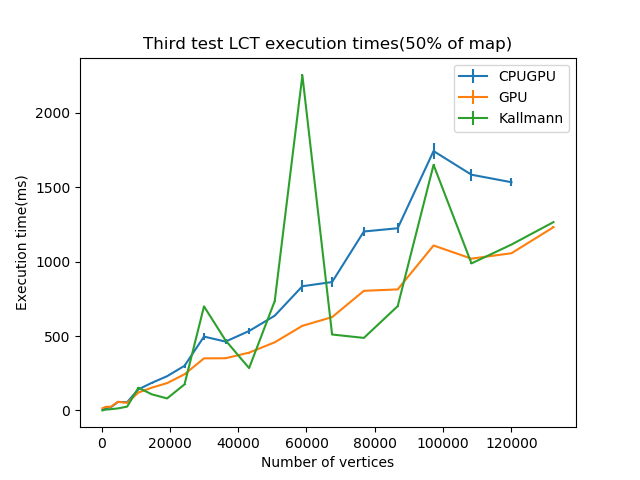 Third test LCT execution times(50% of map)
CPUGPU
GPU
Kallmann
Execution time(ms)
2000
1500
1000
500
0
0 20000 40000 60000 80000 100000 120000
Number of vertices